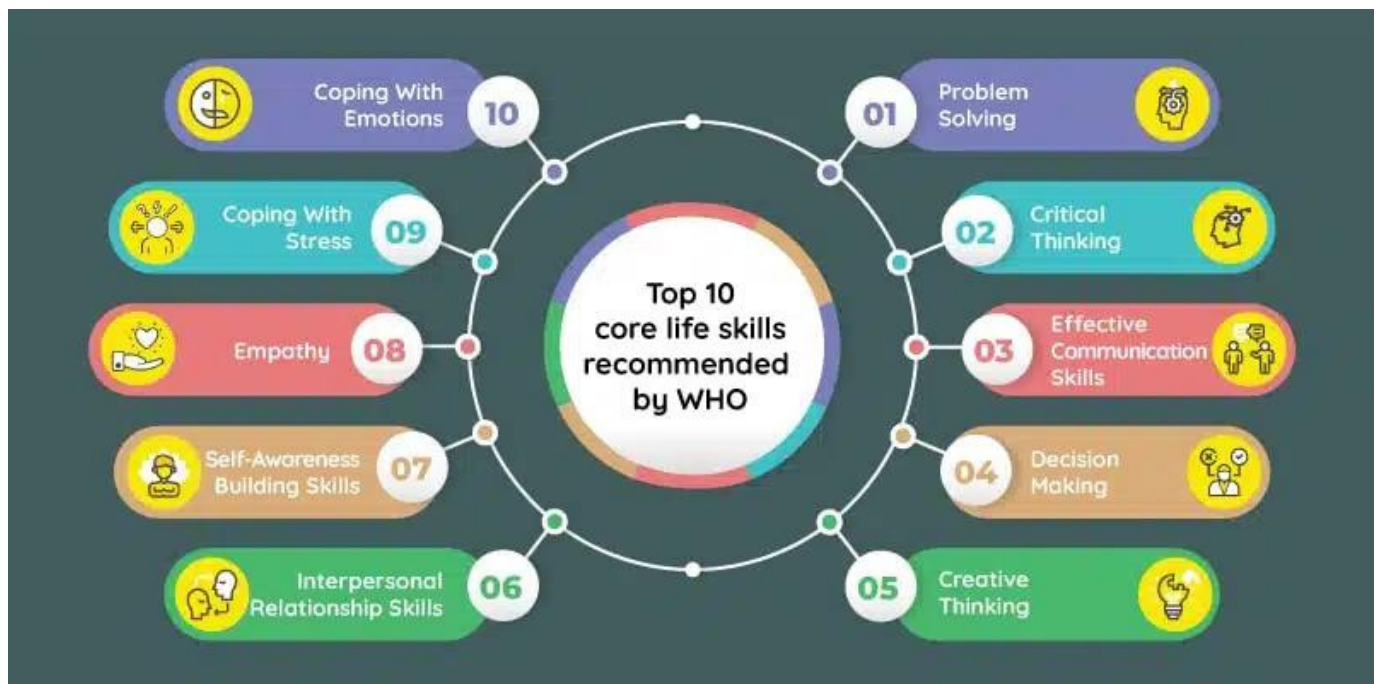 Top 10
core life skills
recommended
by WHO
01
Problem
Solving
02
Critical
Thinking
03
Effective
Communication
Skills
04
Decision
Making
05
Creative
Thinking
06
Interpersonal
Relationship Skills
07
Self-Awareness
Building Skills
08
Empathy
09
Coping With
Stress
10
Coping With
Emotions